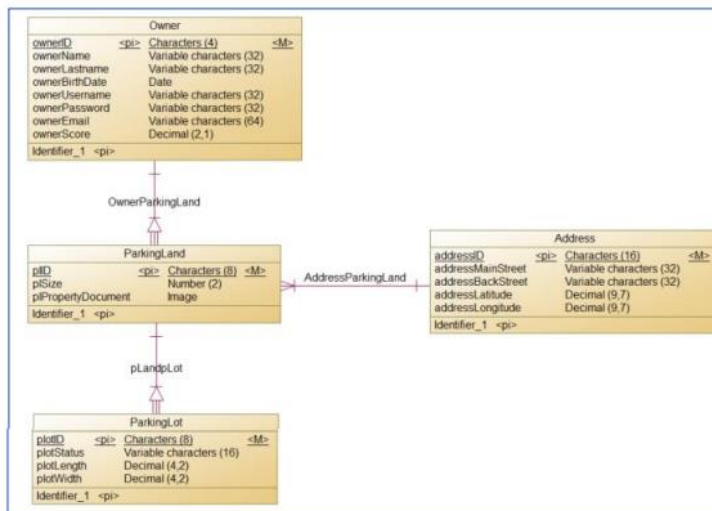 Owner
ownerID <pi> Characters (4) <M>
ownerName Variable characters (32)
ownerLastname Variable characters (32)
ownerBirthDate Date
ownerUsername Variable characters (32)
ownerPassword Variable characters (32)
ownerEmail Variable characters (64)
ownerScore Decimal (2,1)
Identifier_1 <pi>
OwnerParkingLand
ParkingLand
plID <pi> Characters (8) <M>
plSize Number (2)
plPropertyDocument Image
Identifier_1 <pi>
AddressParkingLand
Address
addressID <pi> Characters (16) <M>
addressMainStreet Variable characters (32)
addressBackStreet Variable characters (32)
addressLatitude Decimal (9,7)
addressLongitude Decimal (9,7)
Identifier_1 <pi>
pLandpLot
ParkingLot
plotID <pi> Characters (8) <M>
plotStatus Variable characters (16)
plotLength Decimal (4,2)
plotWidth Decimal (4,2)
Identifier_1 <pi>